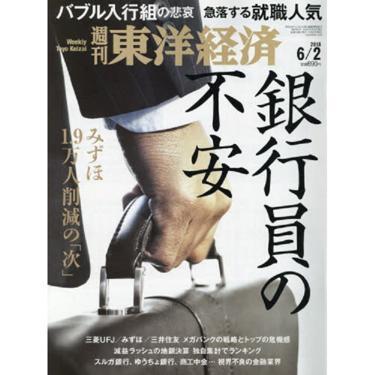 バブル入行組の悲哀 急落する就職人気
Weekly
Toyo Keizai
週刊
東洋経済
2018
6/2
銀行員の
不安
みずほ
1.9万人削減の「次」
三菱UFJ/みずほ/三井住友 メガバンクの戦略とトップの危機感
減益ラッシュの地銀決算 独自集計でランキング
スルガ銀行、ゆうちょ銀行、商工中金… 視界不良の金融業界